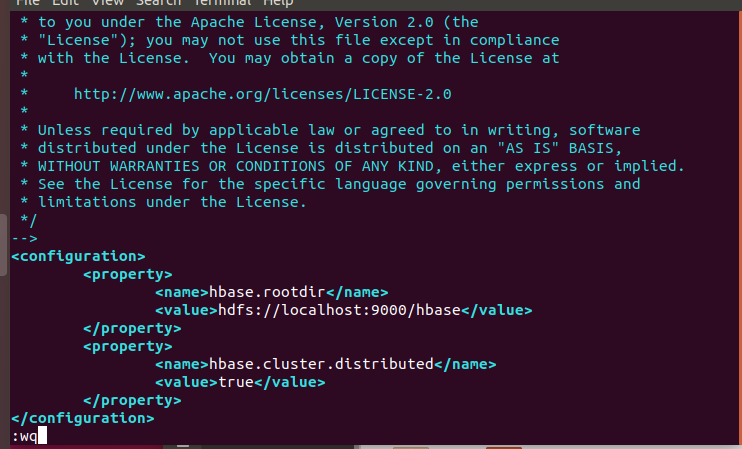 File Edit View Search Terminal Help
 * to you under the Apache License, Version 2.0 (the
 * "License"); you may not use this file except in compliance
 * with the License.  You may obtain a copy of the License at
 *
 *     http://www.apache.org/licenses/LICENSE-2.0
 *
 * Unless required by applicable law or agreed to in writing, software
 * distributed under the License is distributed on an "AS IS" BASIS,
 * WITHOUT WARRANTIES OR CONDITIONS OF ANY KIND, either express or implied.
 * See the License for the specific language governing permissions and
 * limitations under the License.
 */
-->
<configuration>
        <property>
                <name>hbase.rootdir</name>
                <value>hdfs://localhost:9000/hbase</value>
        </property>
        <property>
                <name>hbase.cluster.distributed</name>
                <value>true</value>
        </property>
</configuration>
:wq